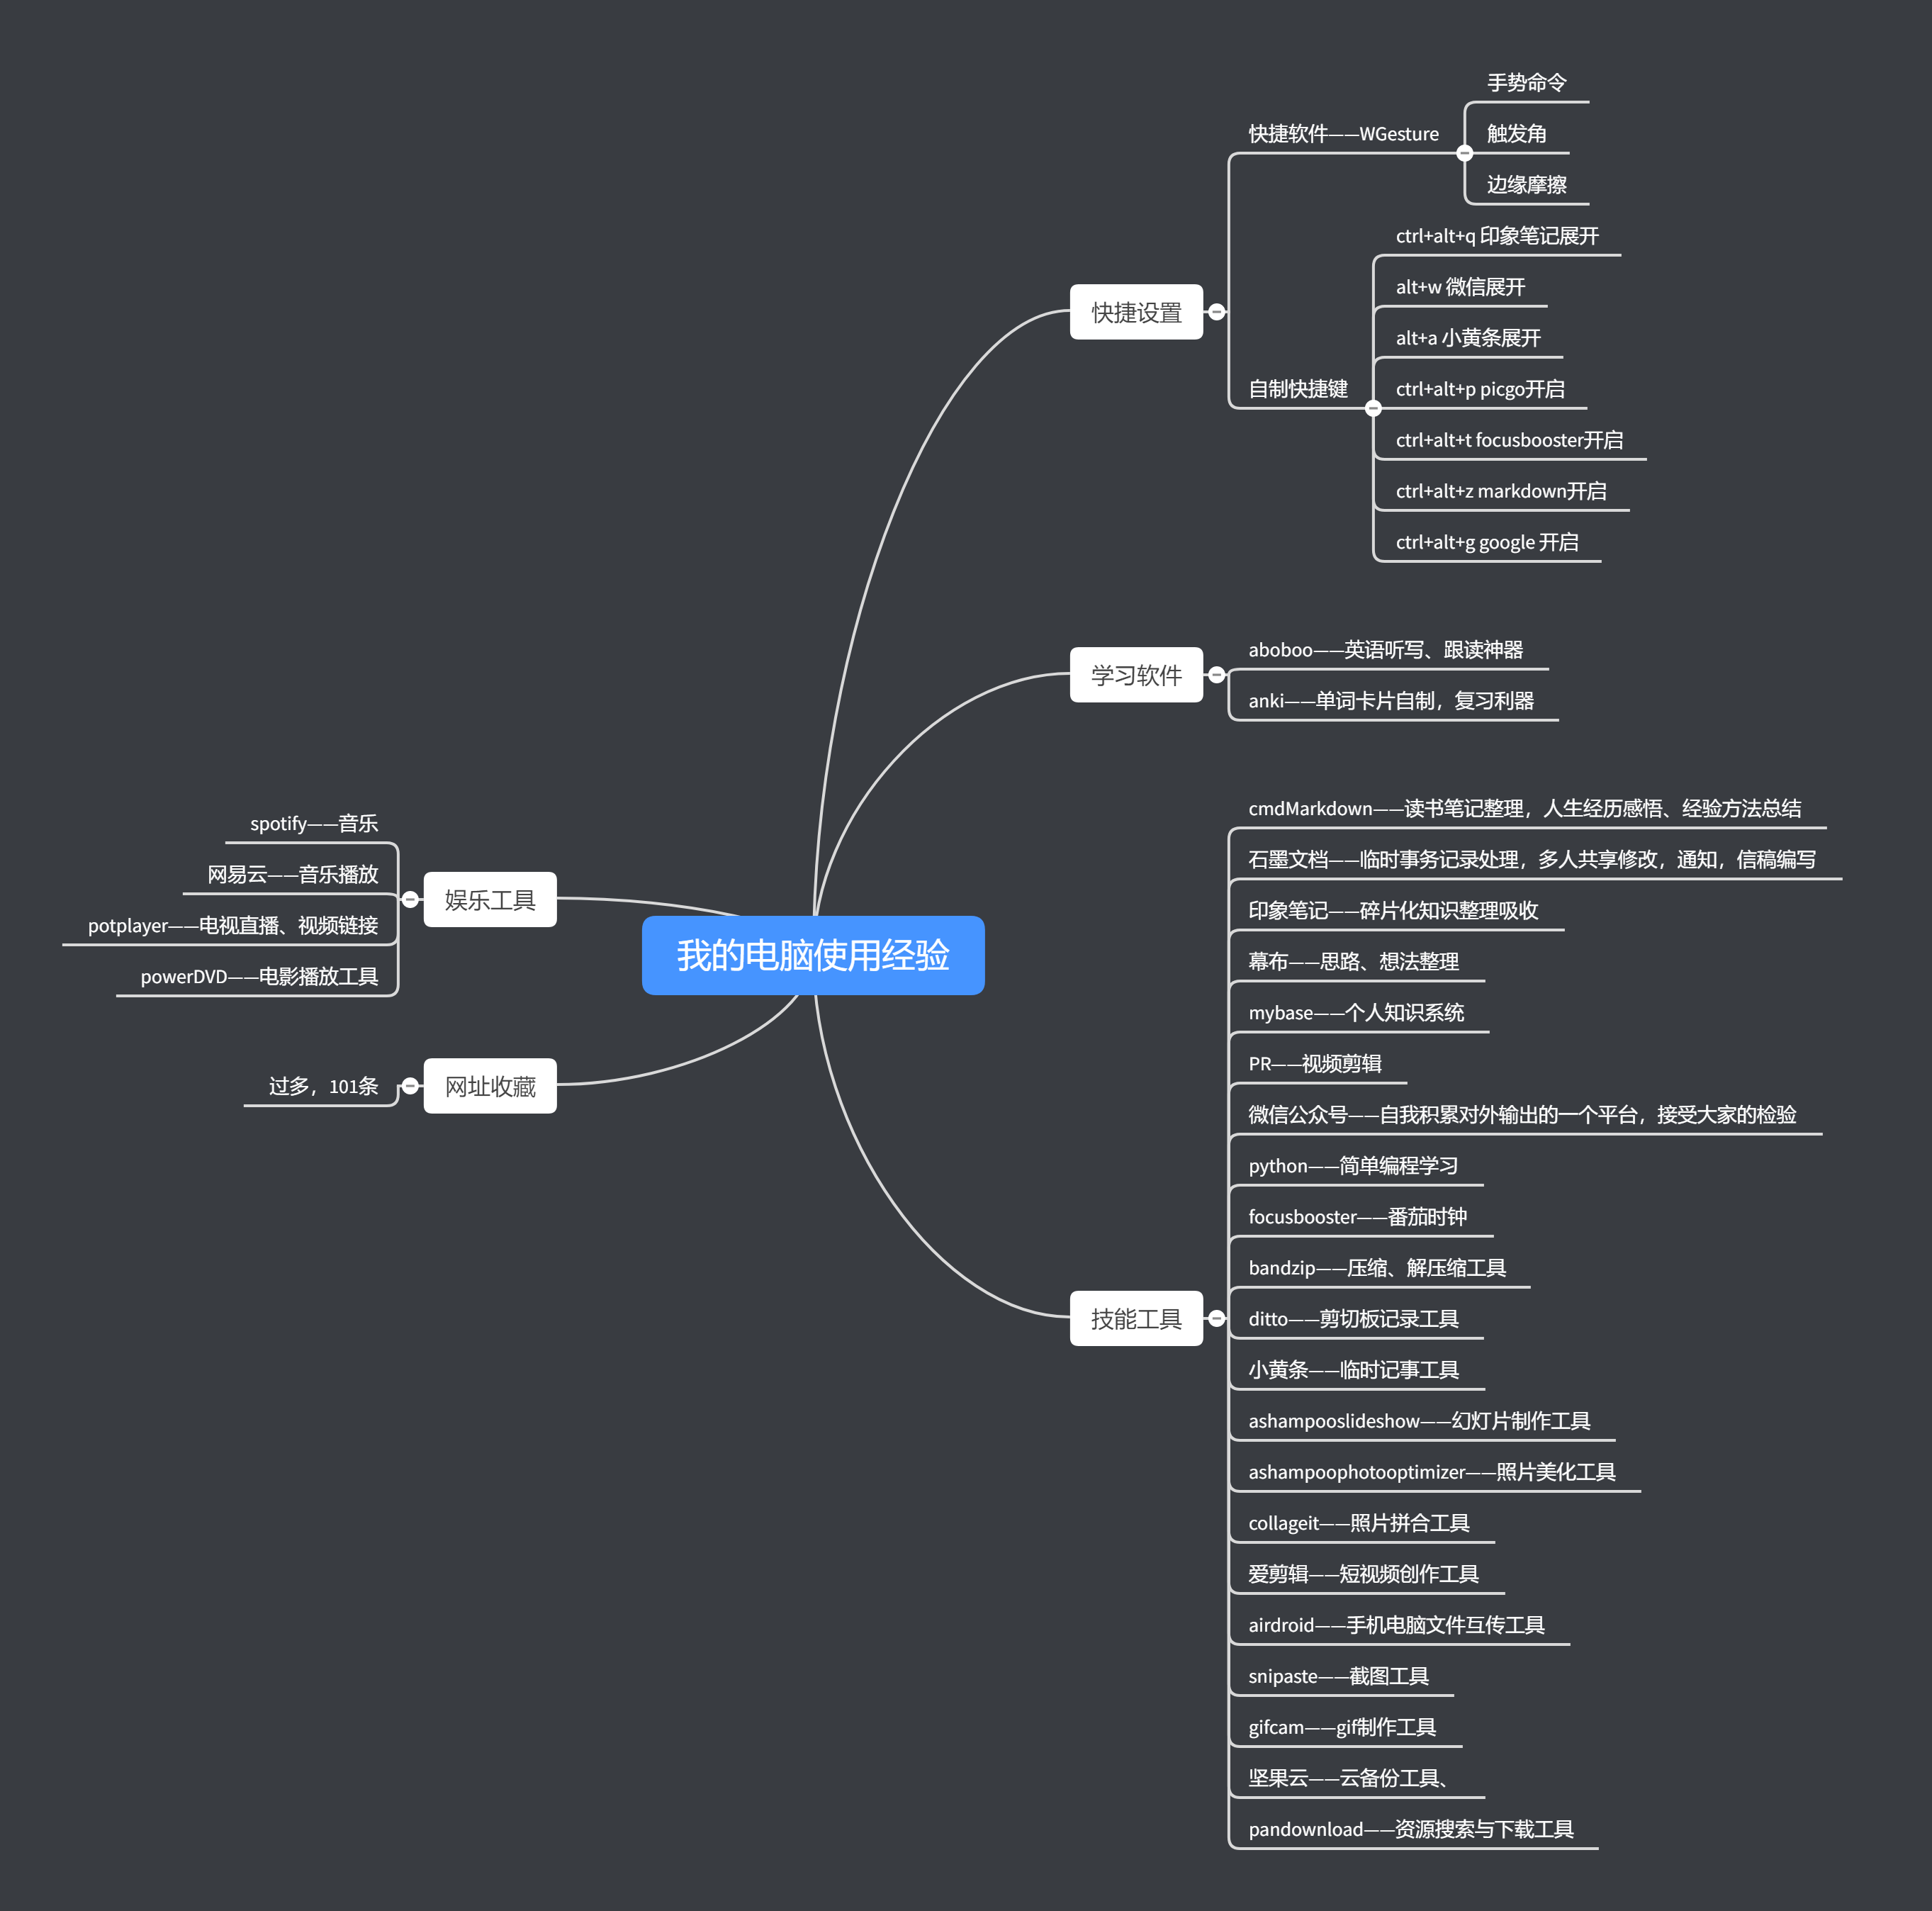 我的电脑使用经验
快捷设置
快捷软件——WGesture
手势命令
触发角
边缘摩擦
自制快捷键
ctrl+alt+q 印象笔记展开
alt+w 微信展开
alt+a 小黄条展开
ctrl+alt+p picgo开启
ctrl+alt+t focusbooster开启
ctrl+alt+z markdown开启
ctrl+alt+g google 开启
学习软件
aboboo——英语听写、跟读神器
anki——单词卡片自制，复习利器
技能工具
cmdMarkdown——读书笔记整理，人生经历感悟、经验方法总结
石墨文档——临时事务记录处理，多人共享修改，通知，信稿编写
印象笔记——碎片化知识整理吸收
幕布——思路、想法整理
mybase——个人知识系统
PR——视频剪辑
微信公众号——自我积累对外输出的一个平台，接受大家的检验
python——简单编程学习
focusbooster——番茄时钟
bandzip——压缩、解压缩工具
ditto——剪切板记录工具
小黄条——临时记事工具
ashampooslideshow——幻灯片制作工具
ashampoophotooptimizer——照片美化工具
collageit——照片拼合工具
爱剪辑——短视频创作工具
airdroid——手机电脑文件互传工具
snipaste——截图工具
gifcam——gif制作工具
坚果云——云备份工具、
pandownload——资源搜索与下载工具
娱乐工具
spotify——音乐
网易云——音乐播放
potplayer——电视直播、视频链接
powerDVD——电影播放工具
网址收藏
过多，101条